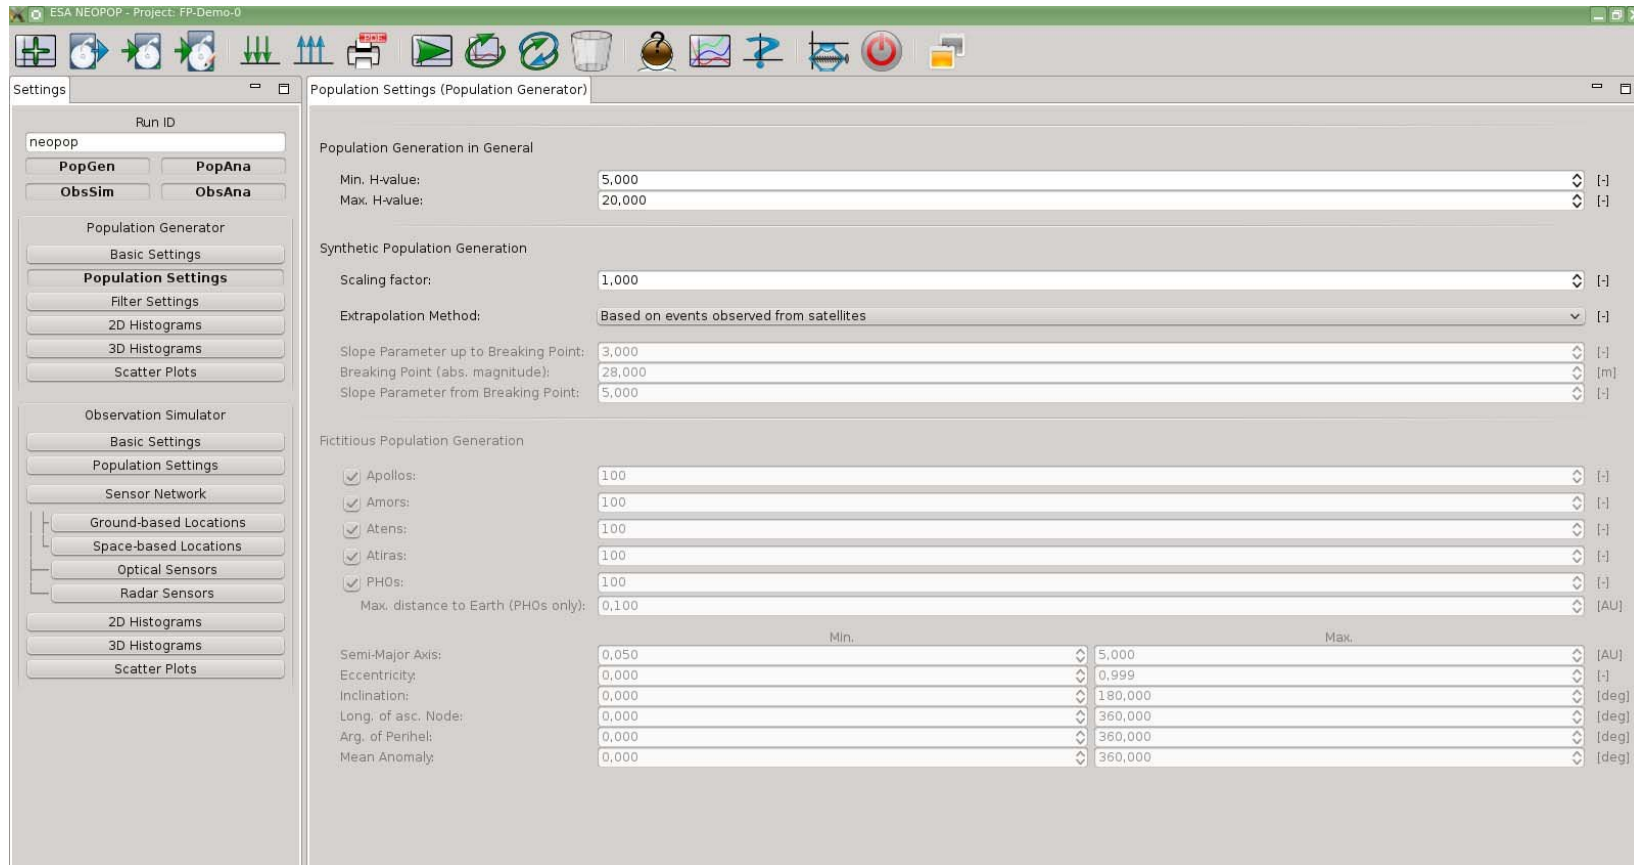 ESA NEOPOP - Project: FP-Demo-0
PDF
Settings
Run ID
neopop
PopGen PopAna
ObsSim ObsAna
Population Generator
Basic Settings
Population Settings
Filter Settings
2D Histograms
3D Histograms
Scatter Plots
Observation Simulator
Basic Settings
Population Settings
Sensor Network
Ground-based Locations
Space-based Locations
Optical Sensors
Radar Sensors
2D Histograms
3D Histograms
Scatter Plots
Population Settings (Population Generator)
Population Generation in General
Min. H-value: 5,000 [-]
Max. H-value: 20,000 [-]
Synthetic Population Generation
Scaling factor: 1,000 [-]
Extrapolation Method: Based on events observed from satellites [-]
Slope Parameter up to Breaking Point: 3,000 [-]
Breaking Point (abs. magnitude): 28,000 [m]
Slope Parameter from Breaking Point: 5,000 [-]
Fictitious Population Generation
Apollos: 100 [-]
Amors: 100 [-]
Atens: 100 [-]
Atiras: 100 [-]
PHOs: 100 [-]
Max. distance to Earth (PHOs only): 0,100 [AU]
Min. Max.
Semi-Major Axis: 0,050 5,000 [AU]
Eccentricity: 0,000 0,999 [-]
Inclination: 0,000 180,000 [deg]
Long. of asc. Node: 0,000 360,000 [deg]
Arg. of Perihel: 0,000 360,000 [deg]
Mean Anomaly: 0,000 360,000 [deg]